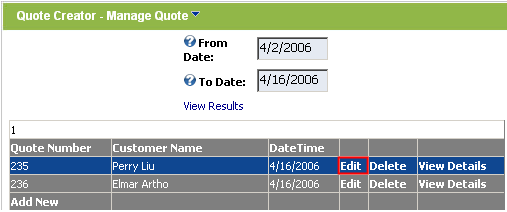 Quote Creator - Manage Quote
From Date: 4/2/2006
To Date: 4/16/2006
View Results
1
Quote Number Customer Name DateTime
235 Perry Liu 4/16/2006 Edit Delete View Details
236 Elmar Artho 4/16/2006 Edit Delete View Details
Add New